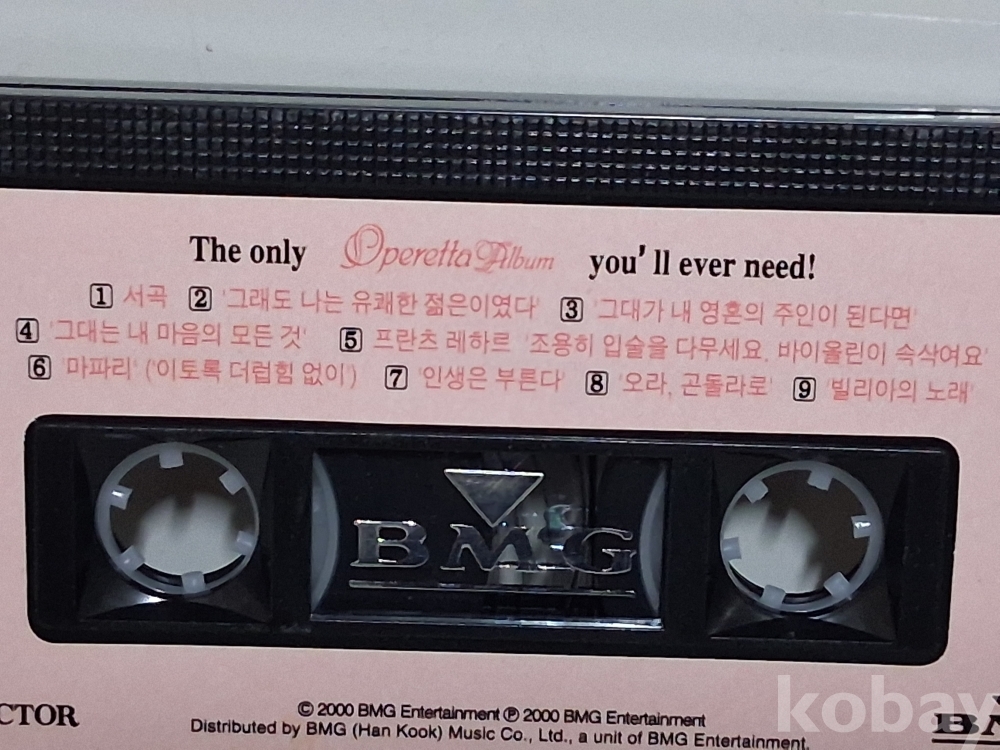 The only Operetta Album you'll ever need!
1 서곡 2 '그래도 나는 유쾌한 젊은이였다' 3 '그대가 내 영혼의 주인이 된다면'
4 '그대는 내 마음의 모든 것' 5 프란츠 레하르 '조용히 입술을 다무세요, 바이올린이 속삭여요'
6 '마파리' ('이토록 더럽힘 없이') 7 '인생은 부른다' 8 '오라, 곤돌라로' 9 '빌리아의 노래'
BMG
CTOR
© 2000 BMG Entertainment ℗ 2000 BMG Entertainment
Distributed by BMG (Han Kook) Music Co., Ltd., a unit of BMG Entertainment.
kobay